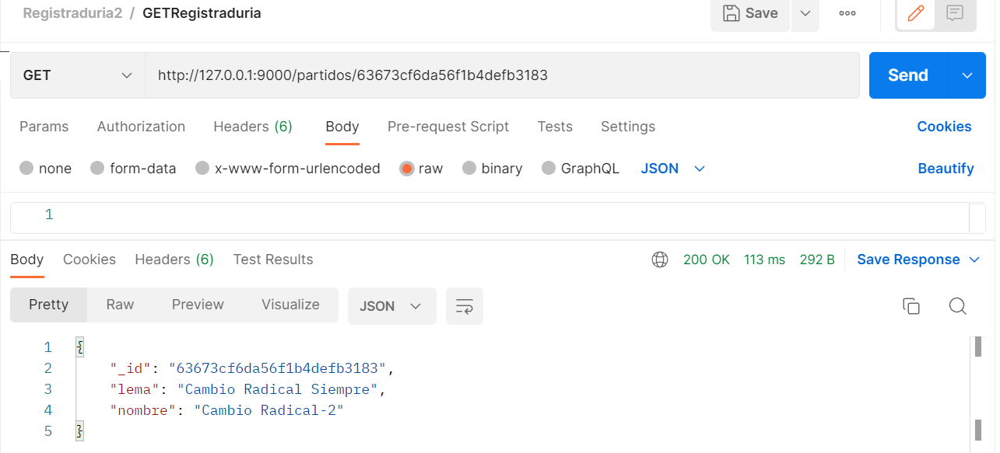 Registraduria2 / GETRegistraduria
Save
GET
http://127.0.0.1:9000/partidos/63673cf6da56f1b4defb3183
Send
Params Authorization Headers (6) Body Pre-request Script Tests Settings Cookies
none form-data x-www-form-urlencoded raw binary GraphQL JSON Beautify
1
Body Cookies Headers (6) Test Results 200 OK 113 ms 292 B Save Response
Pretty Raw Preview Visualize JSON
1 {
2 "_id": "63673cf6da56f1b4defb3183",
3 "lema": "Cambio Radical Siempre",
4 "nombre": "Cambio Radical-2"
5 }